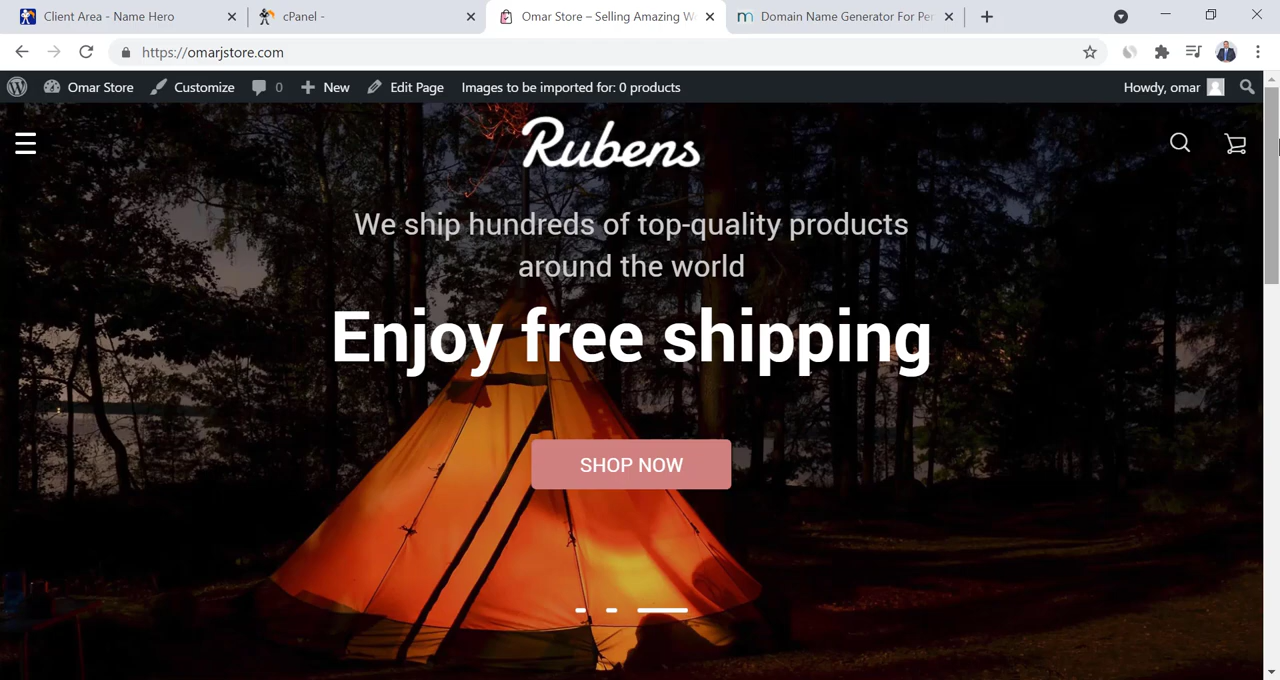 Client Area - Name Hero
cPanel -
Omar Store – Selling Amazing W
Domain Name Generator For Per
https://omarjstore.com
Omar Store
Customize
0
New
Edit Page
Images to be imported for: 0 products
Howdy, omar
Rubens
We ship hundreds of top-quality products
around the world
Enjoy free shipping
SHOP NOW